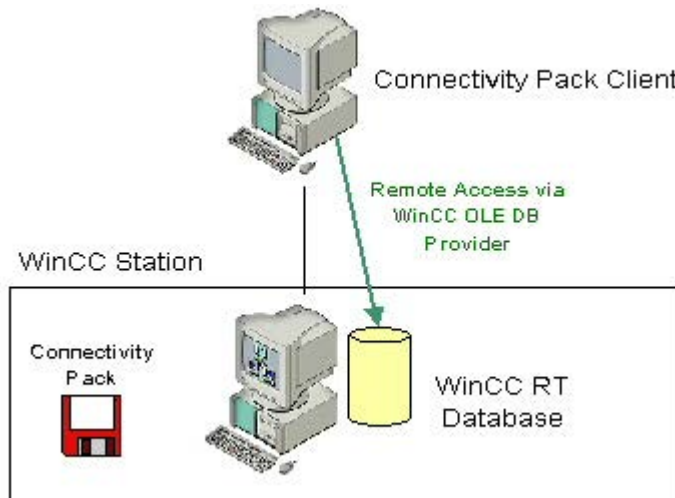 Connectivity Pack Client
Remote Access via
WinCC OLE DB
Provider
WinCC Station
Connectivity
Pack
WinCC RT
Database